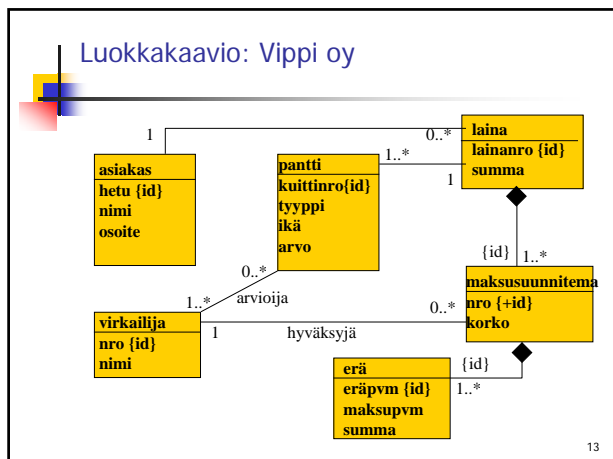 Luokkakaavio: Vippi oy
1
0..*
laina
lainanro {id}
summa
1..*
1
asiakas
hetu {id}
nimi
osoite
pantti
kuittinro{id}
tyyppi
ikä
arvo
{id}
1..*
maksusuunnitema
nro {+id}
korko
0..*
arvioija
1..*
virkailija
nro {id}
nimi
1
hyväksyjä
0..*
erä
eräpvm {id}
maksupvm
summa
{id}
1..*
13